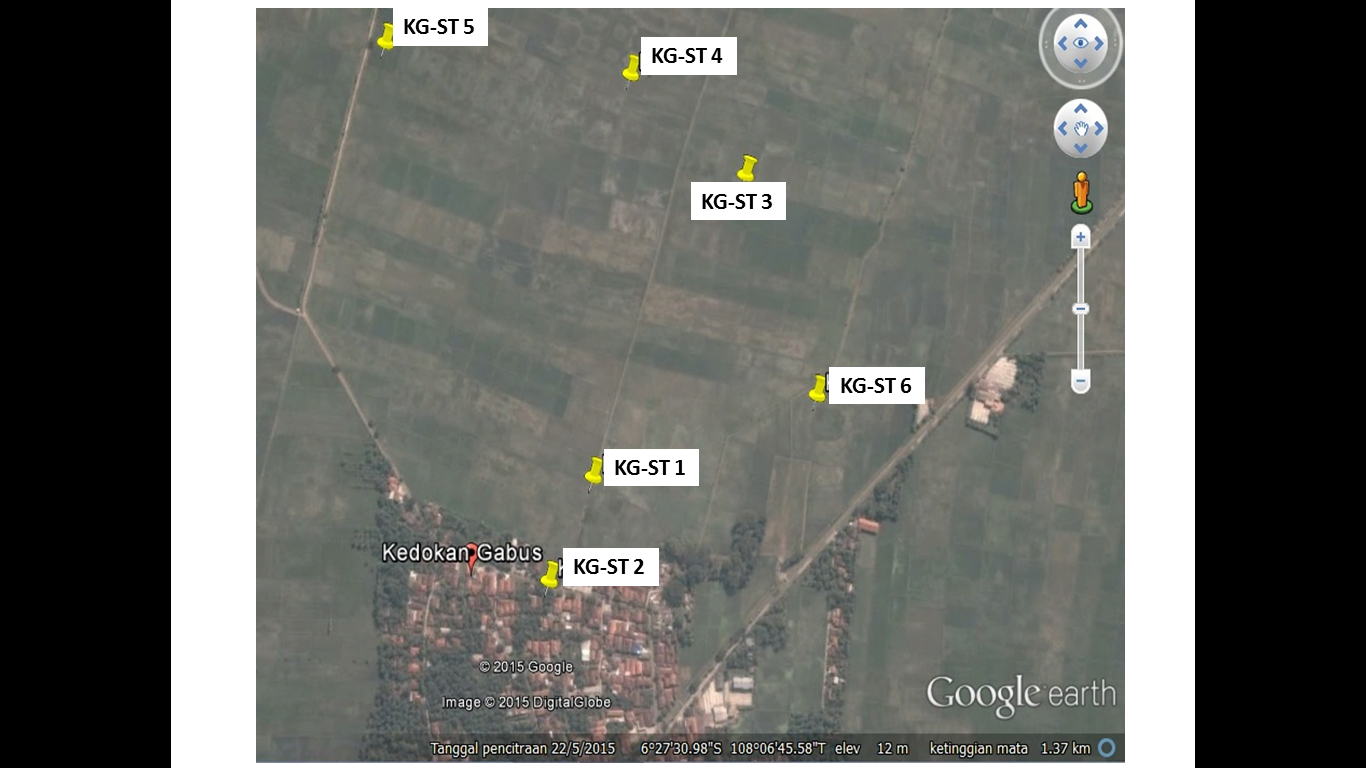 KG-ST 5
KG-ST 4
KG-ST 3
KG-ST 6
KG-ST 1
Kedokan Gabus
KG-ST 2
© 2015 Google
Image © 2015 DigitalGlobe
Google earth
Tanggal pencitraan 22/5/2015 6°27'30.98"S 108°06'45.58"T elev 12 m ketinggian mata 1.37 km